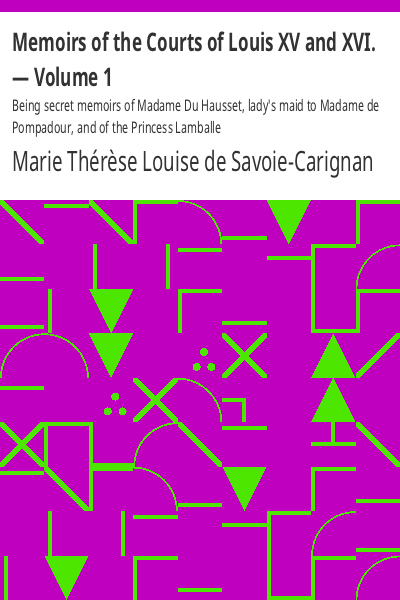 Memoirs of the Courts of Louis XV and XVI.
— Volume 1
Being secret memoirs of Madame Du Hausset, lady's maid to Madame de
Pompadour, and of the Princess Lamballe
Marie Thérèse Louise de Savoie-Carignan